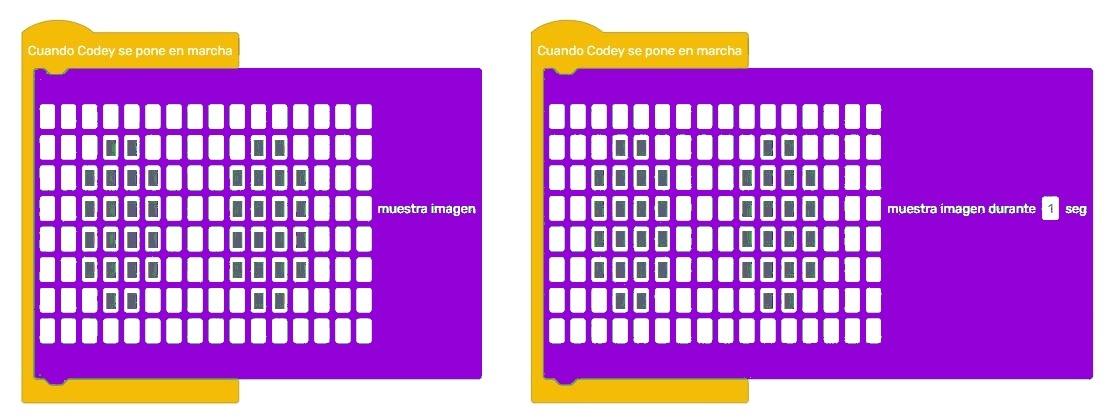 Cuando Codey se pone en marcha
muestra imagen
Cuando Codey se pone en marcha
muestra imagen durante 1 seg